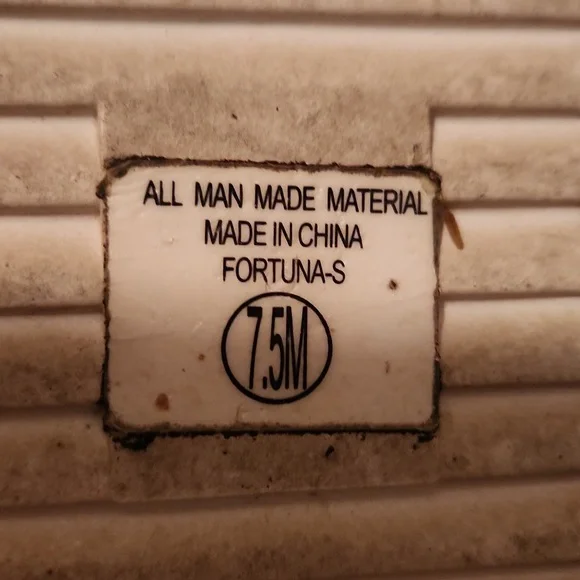 ALL MAN MADE MATERIAL
MADE IN CHINA
FORTUNA-S
7.5M